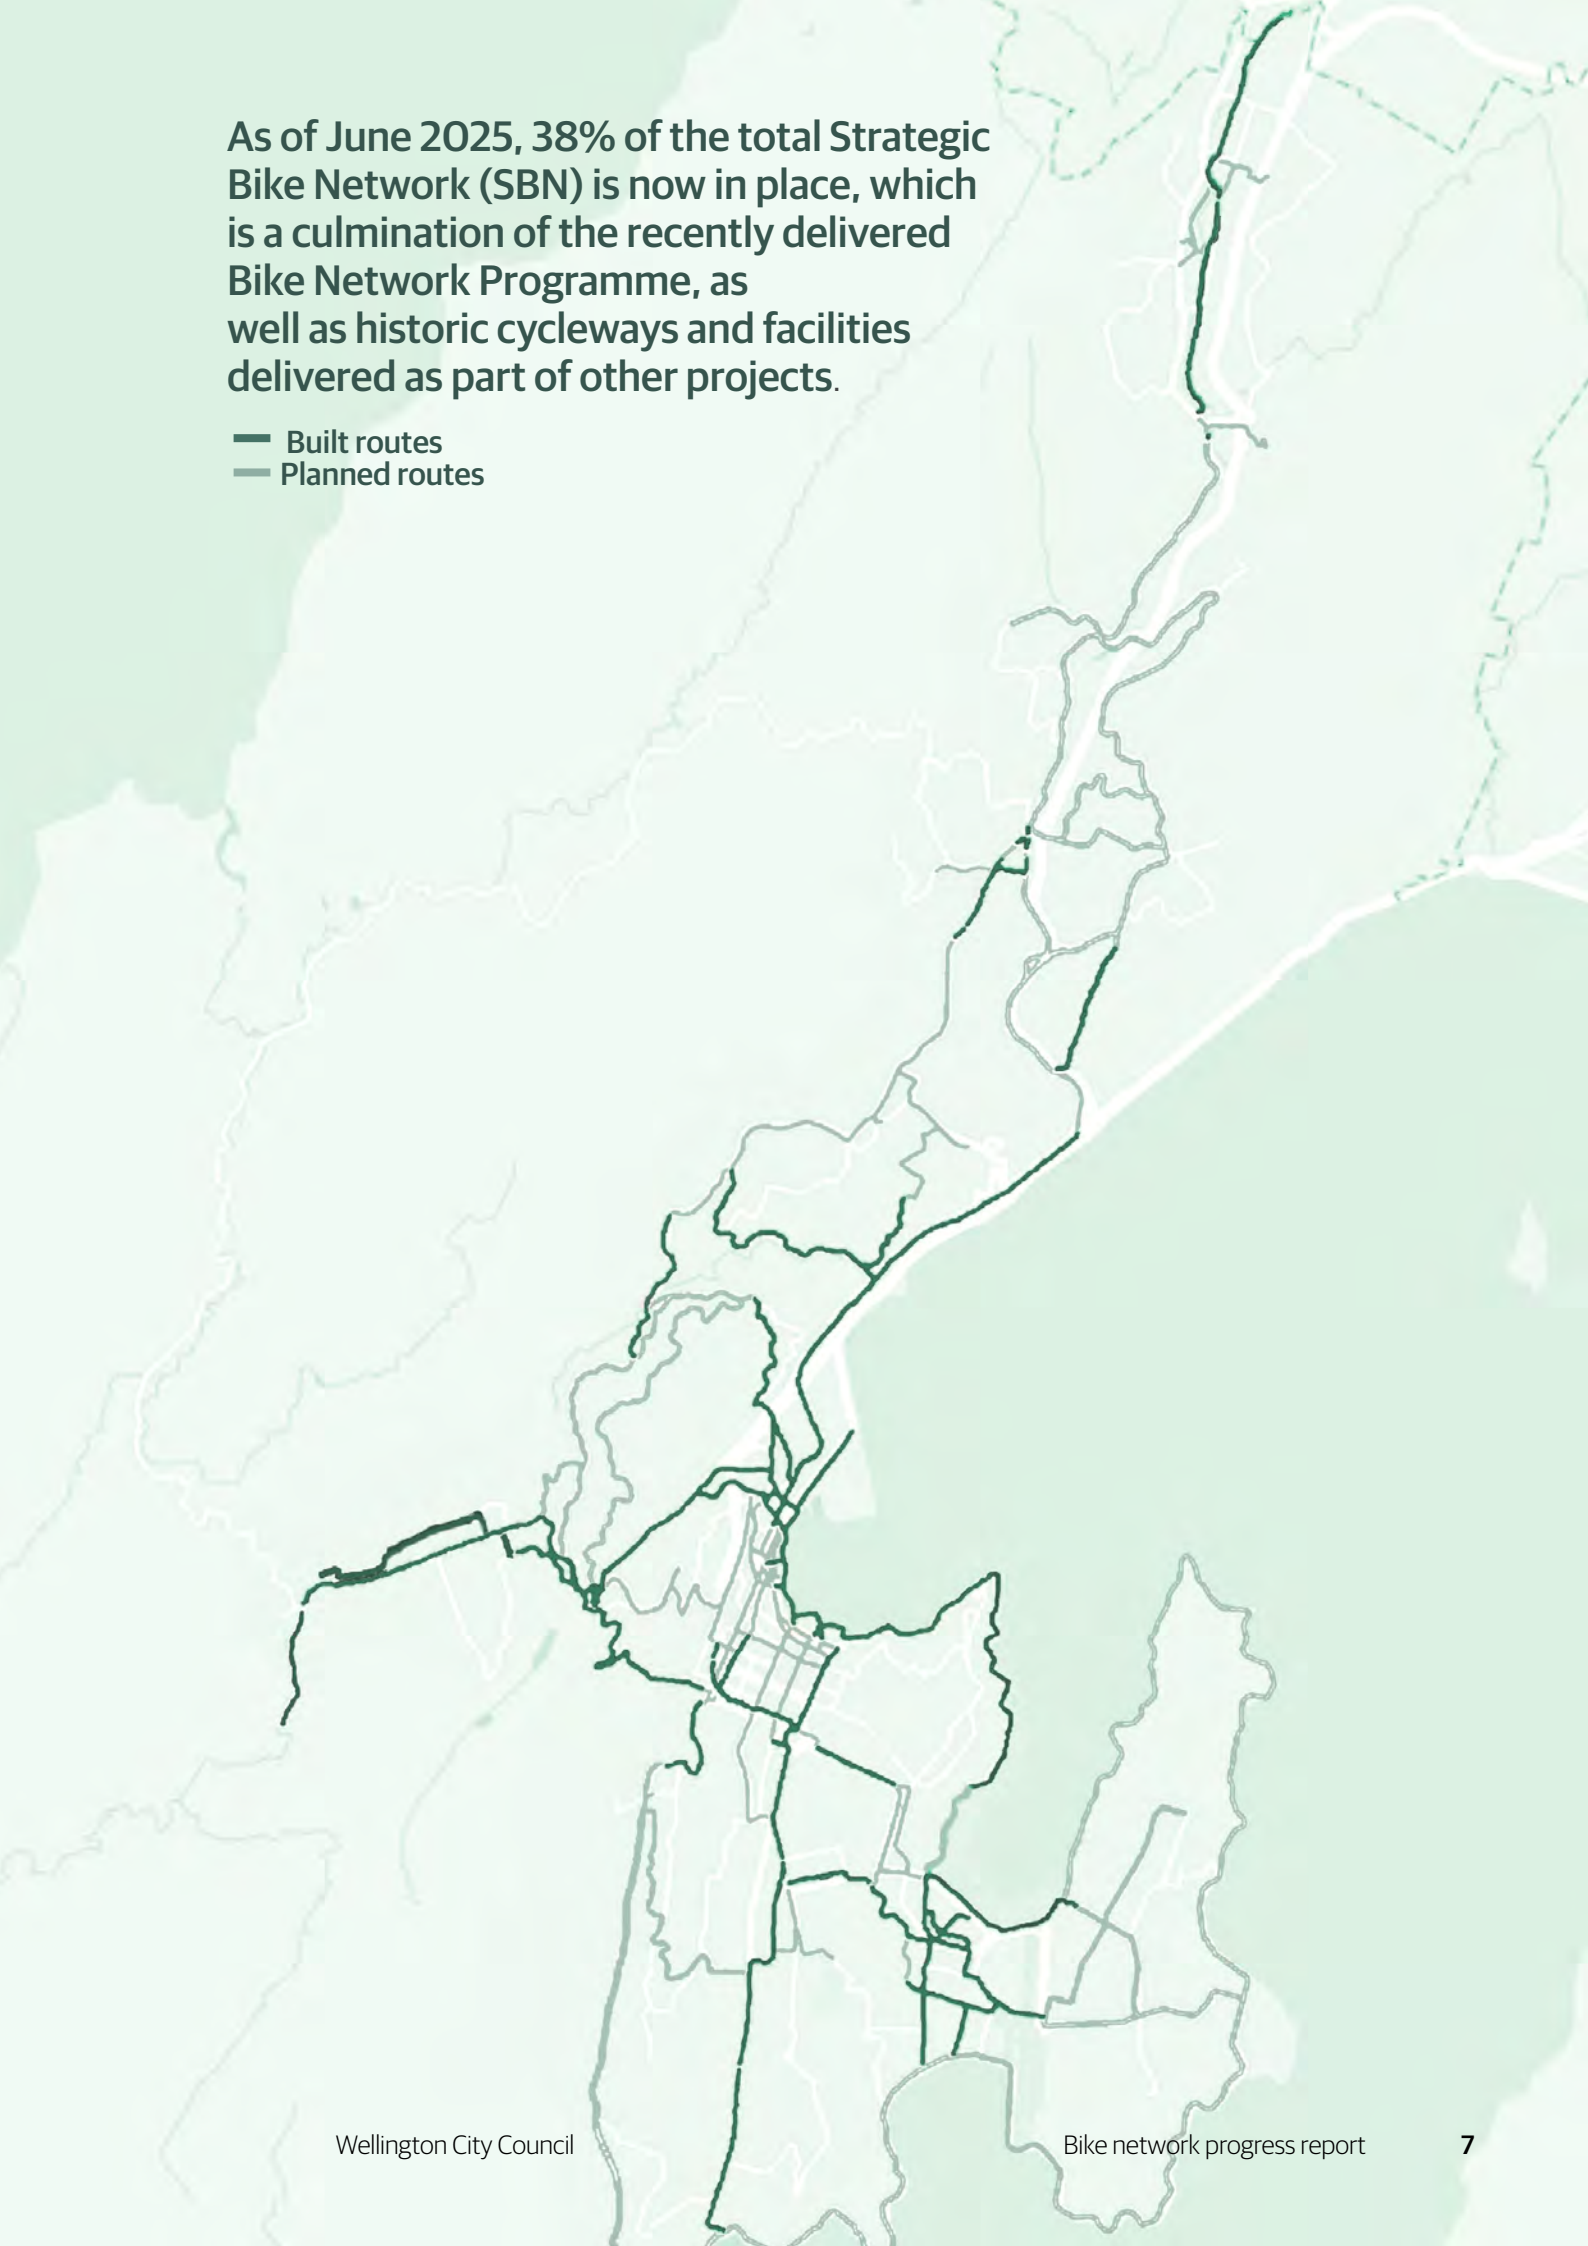 As of June 2025, 38% of the total Strategic
Bike Network (SBN) is now in place, which
is a culmination of the recently delivered
Bike Network Programme, as
well as historic cycleways and facilities
delivered as part of other projects.
Built routes
Planned routes
Wellington City Council
Bike network progress report
7